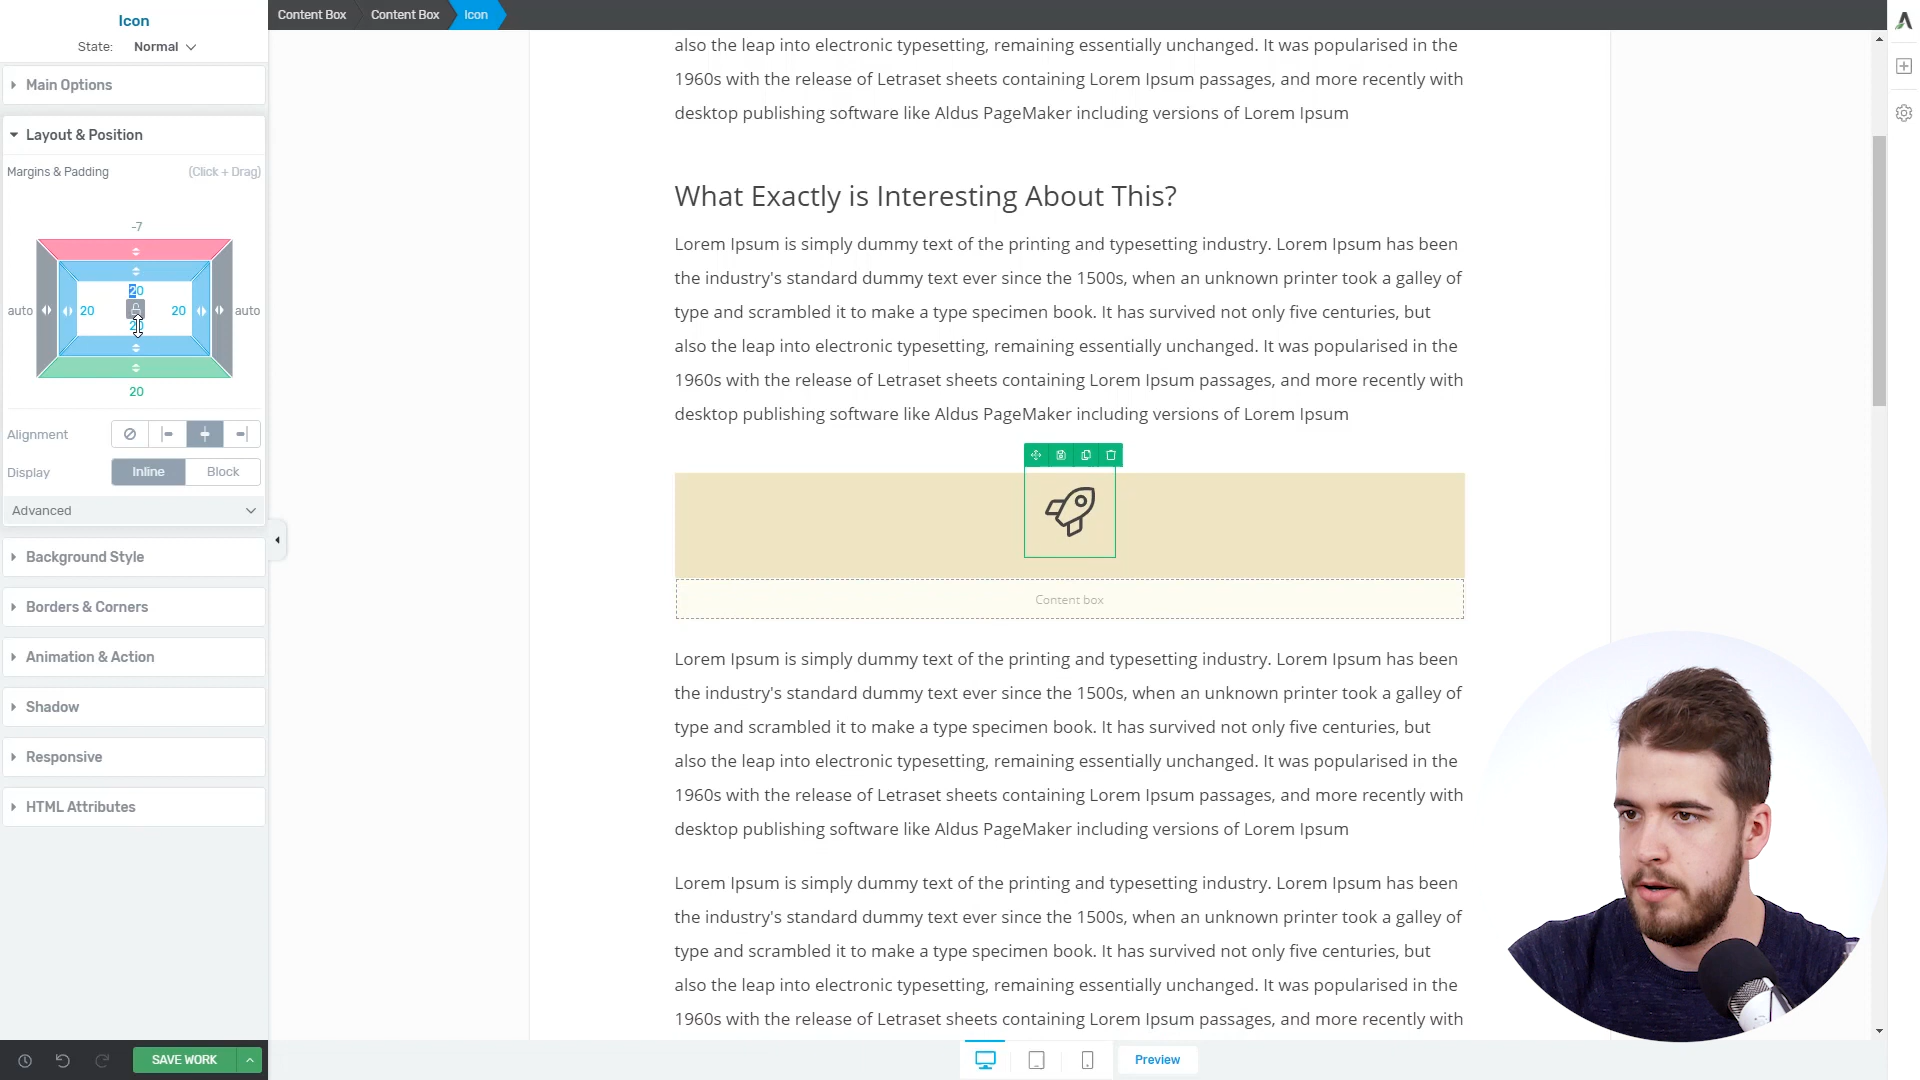 Icon
State: Normal
Main Options
Layout & Position
Margins & Padding (Click + Drag)
-7
20
auto 20 20 auto
20
20
Alignment
Display Inline Block
Advanced
Background Style
Borders & Corners
Animation & Action
Shadow
Responsive
HTML Attributes
SAVE WORK
Content Box Content Box Icon
also the leap into electronic typesetting, remaining essentially unchanged. It was popularised in the
1960s with the release of Letraset sheets containing Lorem Ipsum passages, and more recently with
desktop publishing software like Aldus PageMaker including versions of Lorem Ipsum
What Exactly is Interesting About This?
Lorem Ipsum is simply dummy text of the printing and typesetting industry. Lorem Ipsum has been
the industry's standard dummy text ever since the 1500s, when an unknown printer took a galley of
type and scrambled it to make a type specimen book. It has survived not only five centuries, but
also the leap into electronic typesetting, remaining essentially unchanged. It was popularised in the
1960s with the release of Letraset sheets containing Lorem Ipsum passages, and more recently with
desktop publishing software like Aldus PageMaker including versions of Lorem Ipsum
Content box
Lorem Ipsum is simply dummy text of the printing and typesetting industry. Lorem Ipsum has been
the industry's standard dummy text ever since the 1500s, when an unknown printer took a galley of
type and scrambled it to make a type specimen book. It has survived not only five centuries, but
also the leap into electronic typesetting, remaining essentially unchanged. It was popularised in the
1960s with the release of Letraset sheets containing Lorem Ipsum passages, and more recently with
desktop publishing software like Aldus PageMaker including versions of Lorem Ipsum
Lorem Ipsum is simply dummy text of the printing and typesetting industry. Lorem Ipsum has been
the industry's standard dummy text ever since the 1500s, when an unknown printer took a galley of
type and scrambled it to make a type specimen book. It has survived not only five centuries, but
also the leap into electronic typesetting, remaining essentially unchanged. It was popularised in the
1960s with the release of Letraset sheets containing Lorem Ipsum passages, and more recently with
Preview